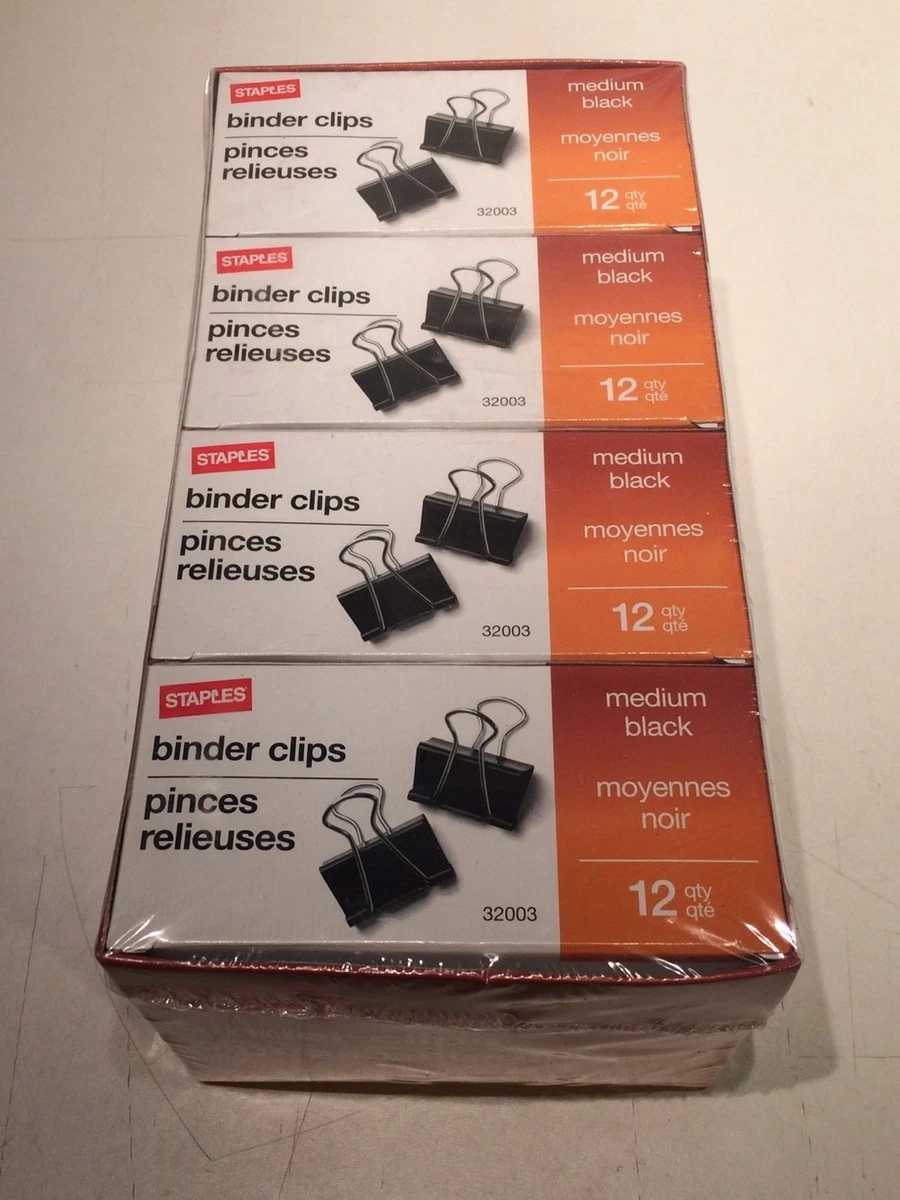 STAPLES
binder clips
pinces
relieuses
32003
medium
black
moyennes
noir
12 qty
qté
STAPLES
binder clips
pinces
relieuses
32003
medium
black
moyennes
noir
12 qty
qté
STAPLES
binder clips
pinces
relieuses
32003
medium
black
moyennes
noir
12 qty
qté
STAPLES
binder clips
pinces
relieuses
32003
medium
black
moyennes
noir
12 qty
qté